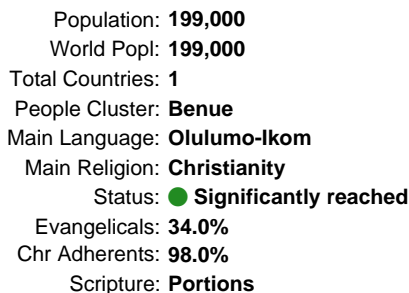 Population: 199,000
World Popl: 199,000
Total Countries: 1
People Cluster: Benue
Main Language: Olulumo-Ikom
Main Religion: Christianity
Status: Significantly reached
Evangelicals: 34.0%
Chr Adherents: 98.0%
Scripture: Portions